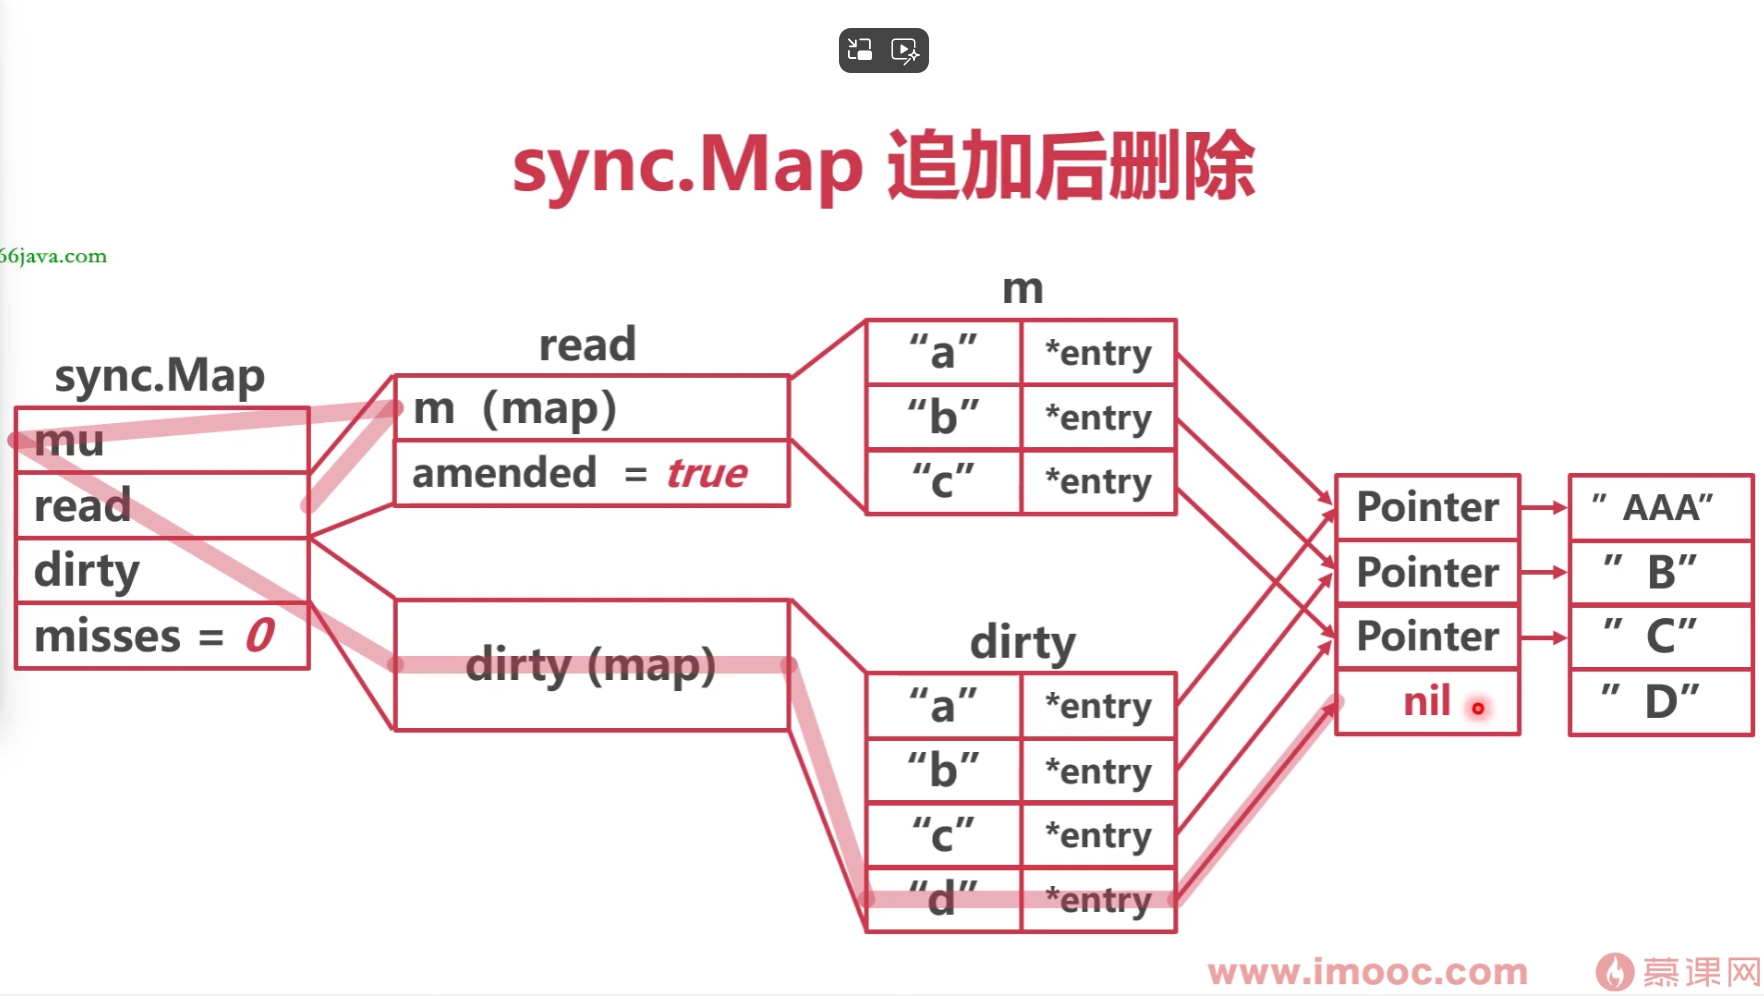 sync.Map 追加后删除
66java.com
m
read
sync.Map
“a” *entry
“b” *entry
“c” *entry
m（map）
amended = true
mu
read
dirty
misses = 0
dirty (map)
dirty
“a” *entry
“b” *entry
“c” *entry
“d” *entry
Pointer ” AAA”
Pointer ” B”
Pointer ” C”
nil ” D”
www.imooc.com 慕课网